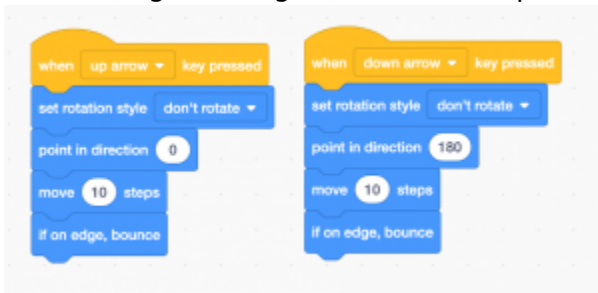 when up arrow key pressed
set rotation style don't rotate
point in direction 0
move 10 steps
if on edge, bounce
when down arrow key pressed
set rotation style don't rotate
point in direction 180
move 10 steps
if on edge, bounce